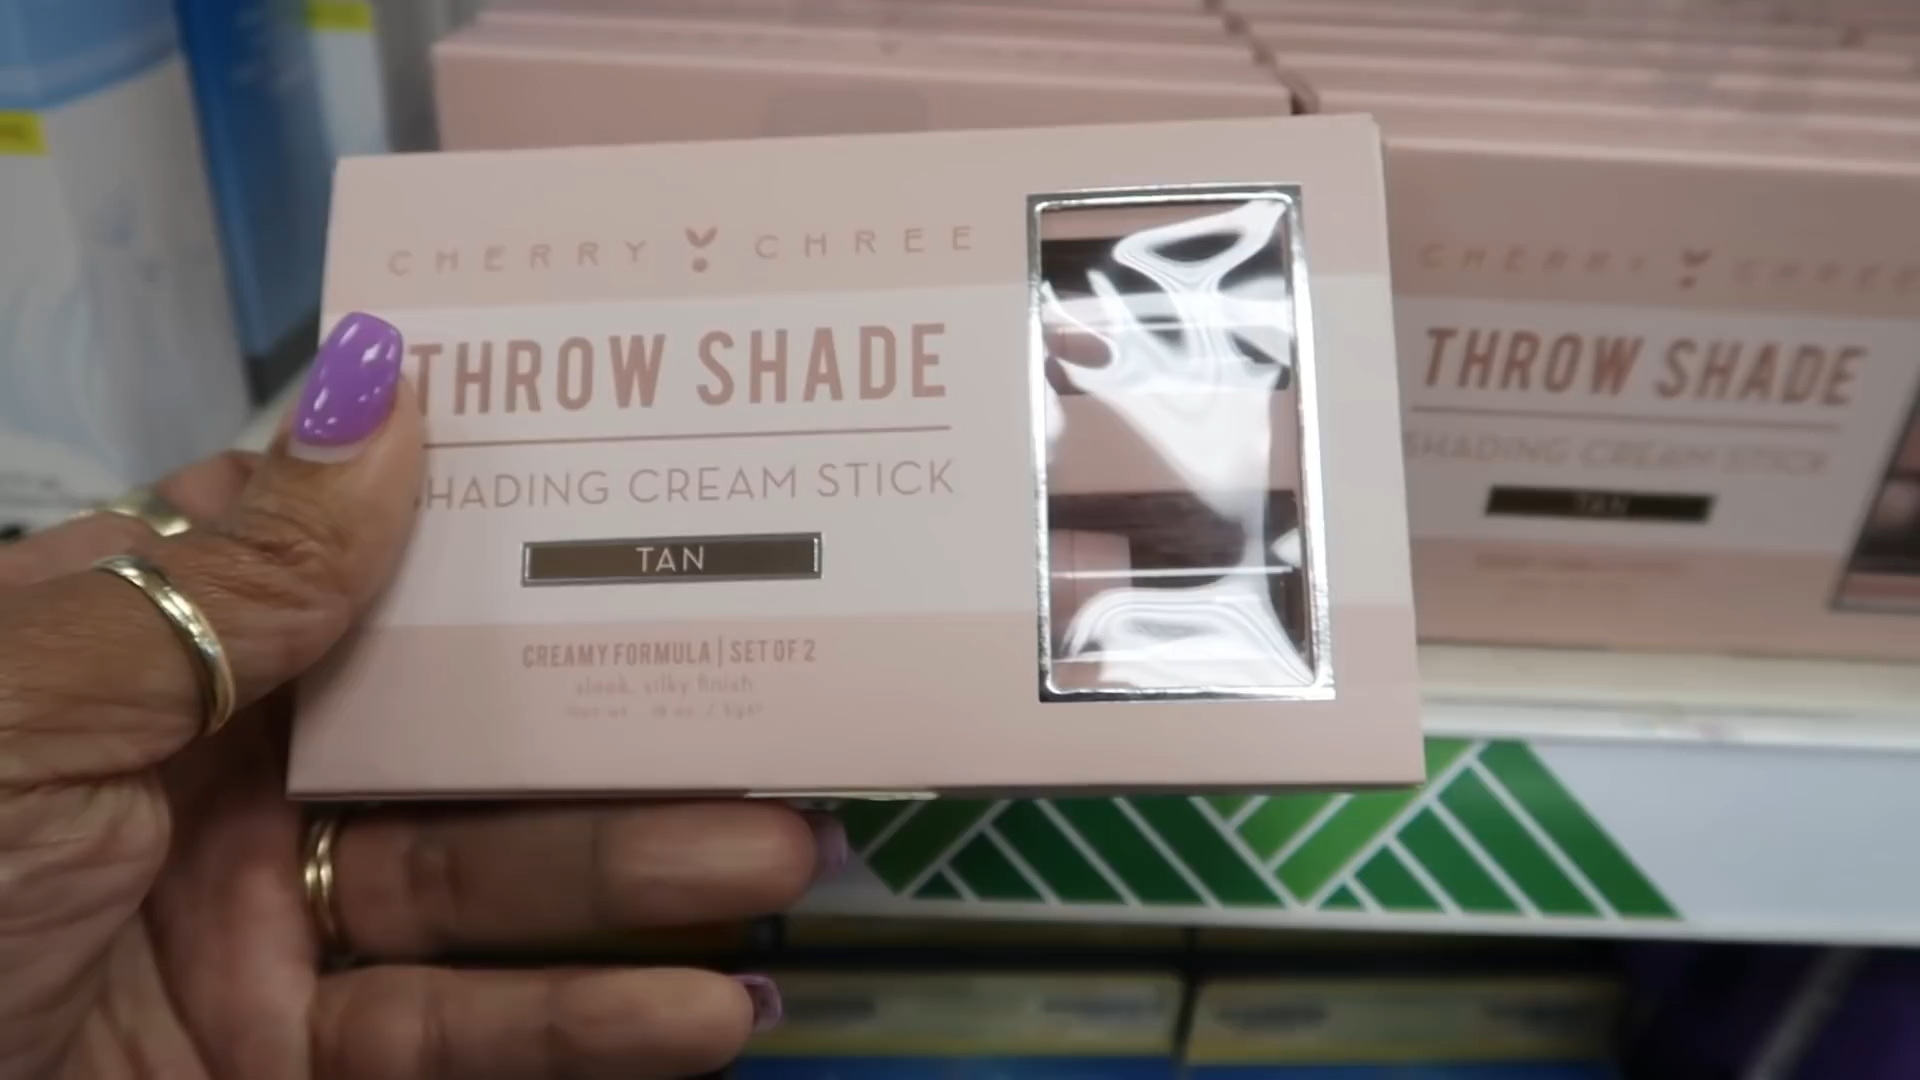 CHERRY CHREE
THROW SHADE
SHADING CREAM STICK
TAN
CREAMY FORMULA | SET OF 2
sleek, silky finish
CHERRY CHREE
THROW SHADE
SHADING CREAM STICK
TAN